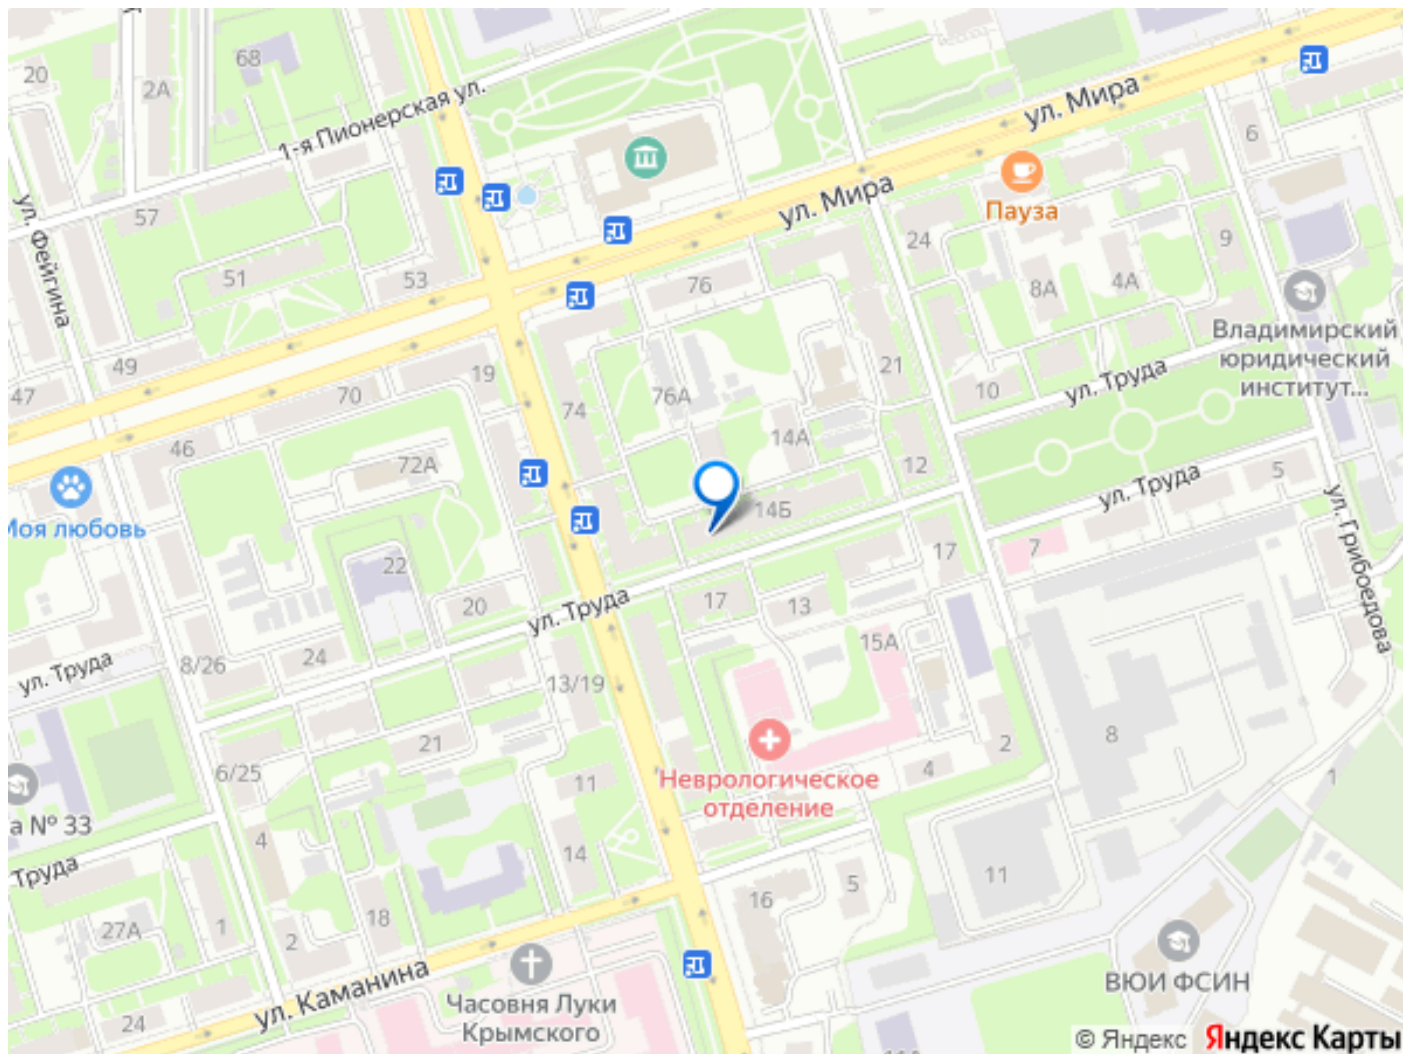 20
68
2А
1-я Пионерская ул.
ул. Мира
6
Пауза
ул. Мира
57
ул. Фейгина
51
53
24
9
8А
4А
76
Владимирский
юридический
институт...
49
47
19
70
74
76А
21
10
ул. Труда
46
72А
14А
12
Моя любовь
14Б
ул. Труда
5
ул. Грибоедова
22
20
ул. Труда
17
13
17
7
15А
ул. Труда
8/26
24
13/19
21
6/25
11
Неврологическое
отделение
4
2
8
1
а № 33
4
14
Труда
16
5
11
27А
1
2
18
ул. Каманина
24
Часовня Луки
Крымского
ВЮИ ФСИН
© Яндекс Яндекс Карты